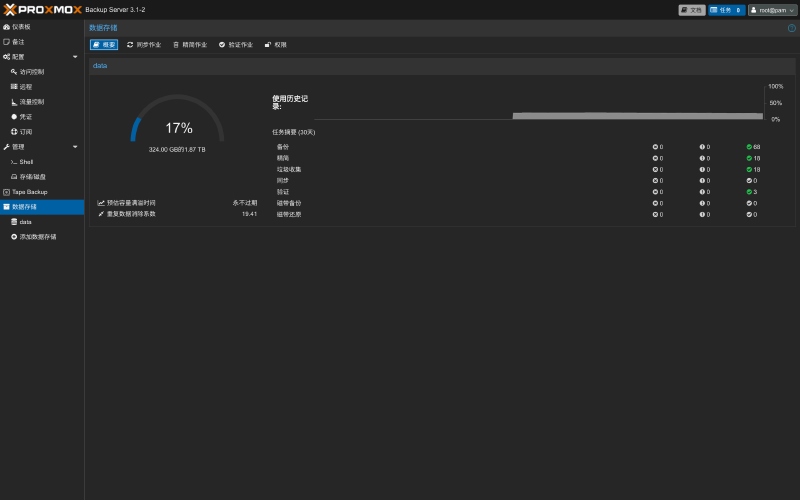 PROXMOX Backup Server 3.1-2
文档 任务 0 root@pam
仪表板
备注
配置
访问控制
远程
流量控制
凭证
订阅
管理
Shell
存储/磁盘
Tape Backup
数据存储
data
添加数据存储
数据存储
概要 同步作业 精简作业 验证作业 权限
data
17%
324.00 GB的1.87 TB
预估容量满溢时间 永不过期
重复数据消除系数 19.41
使用历史记录:
100%
50%
0%
任务摘要 (30天)
备份 0 0 68
精简 0 0 18
垃圾收集 0 0 18
同步 0 0 0
验证 0 0 3
磁带备份 0 0 0
磁带还原 0 0 0